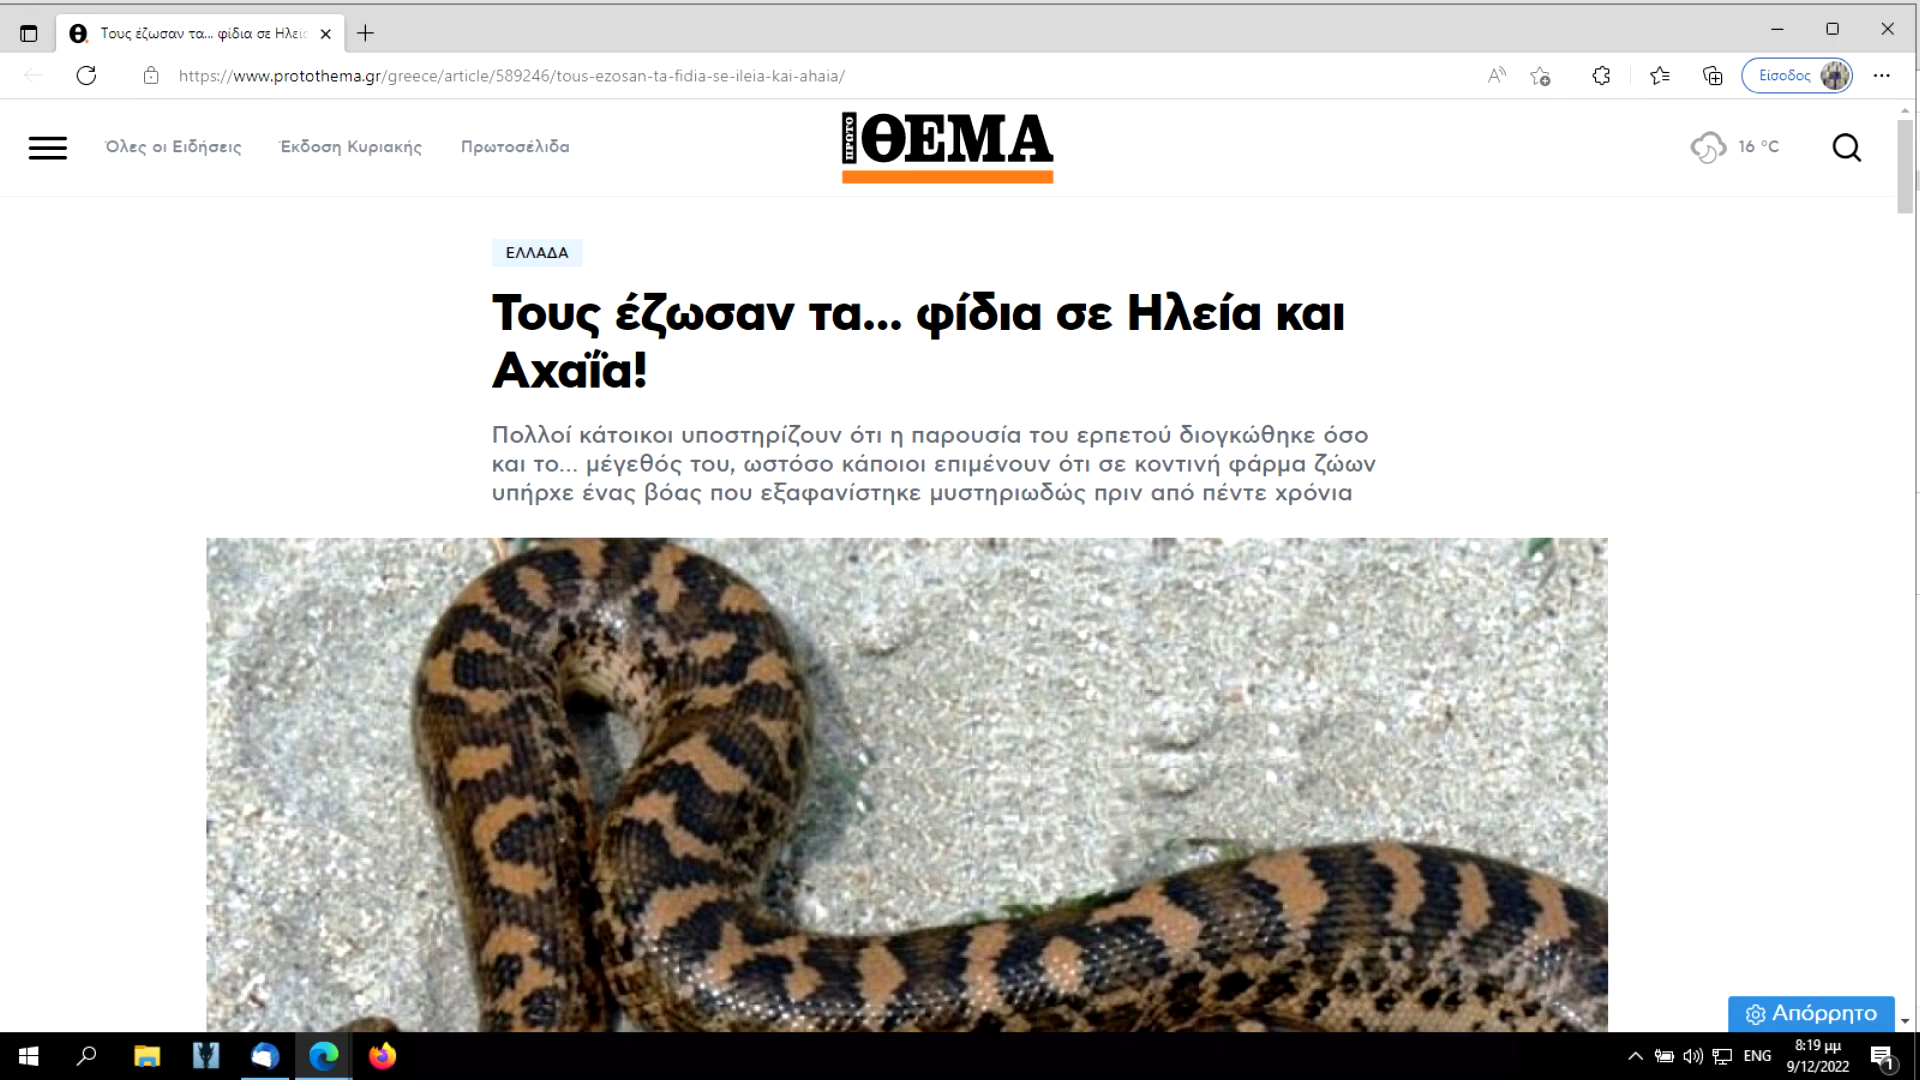 Τους έζωσαν τα... φίδια σε Ηλεί
https://www.protothema.gr/greece/article/589246/tous-ezosan-ta-fidia-se-ileia-kai-ahaia/
Είσοδος
Όλες οι Ειδήσεις
Έκδοση Κυριακής
Πρωτοσέλιδα
ΠΡΩΤΟ ΘΕΜΑ
16 °C
ΕΛΛΑΔΑ
Τους έζωσαν τα... φίδια σε Ηλεία και
Αχαΐα!
Πολλοί κάτοικοι υποστηρίζουν ότι η παρουσία του ερπετού διογκώθηκε όσο
και το... μέγεθός του, ωστόσο κάποιοι επιμένουν ότι σε κοντινή φάρμα ζώων
υπήρχε ένας βόας που εξαφανίστηκε μυστηριωδώς πριν από πέντε χρόνια
Απόρρητο
ENG
8:19 μμ
9/12/2022
1